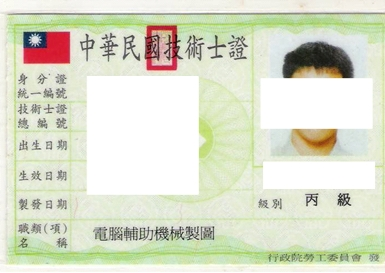 中華民國技術士證
身分證
統一編號
技術士證
總編號
出生日期
生效日期
製發日期
級別 丙級
職類(項)
名稱 電腦輔助機械製圖
行政院勞工委員會 發